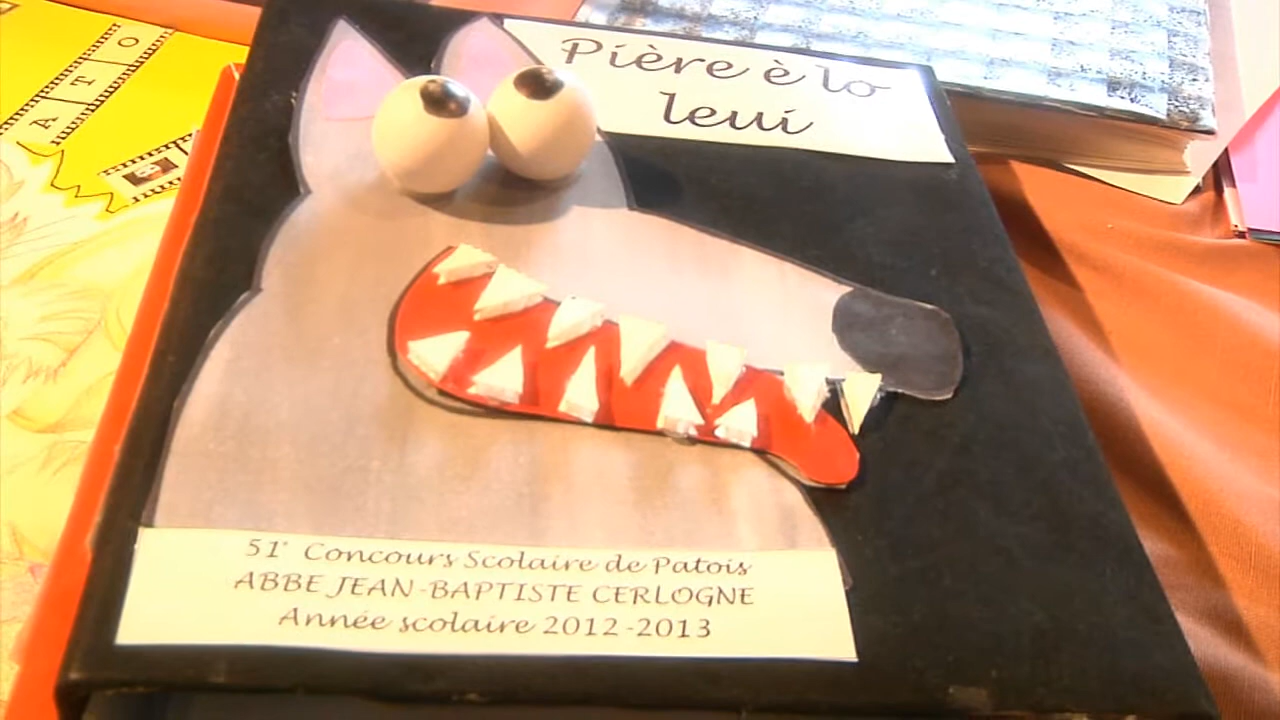 Pière è lo
leui
51° Concours Scolaire de Patois
ABBE JEAN-BAPTISTE CERLOGNE
Année scolaire 2012-2013
A T O